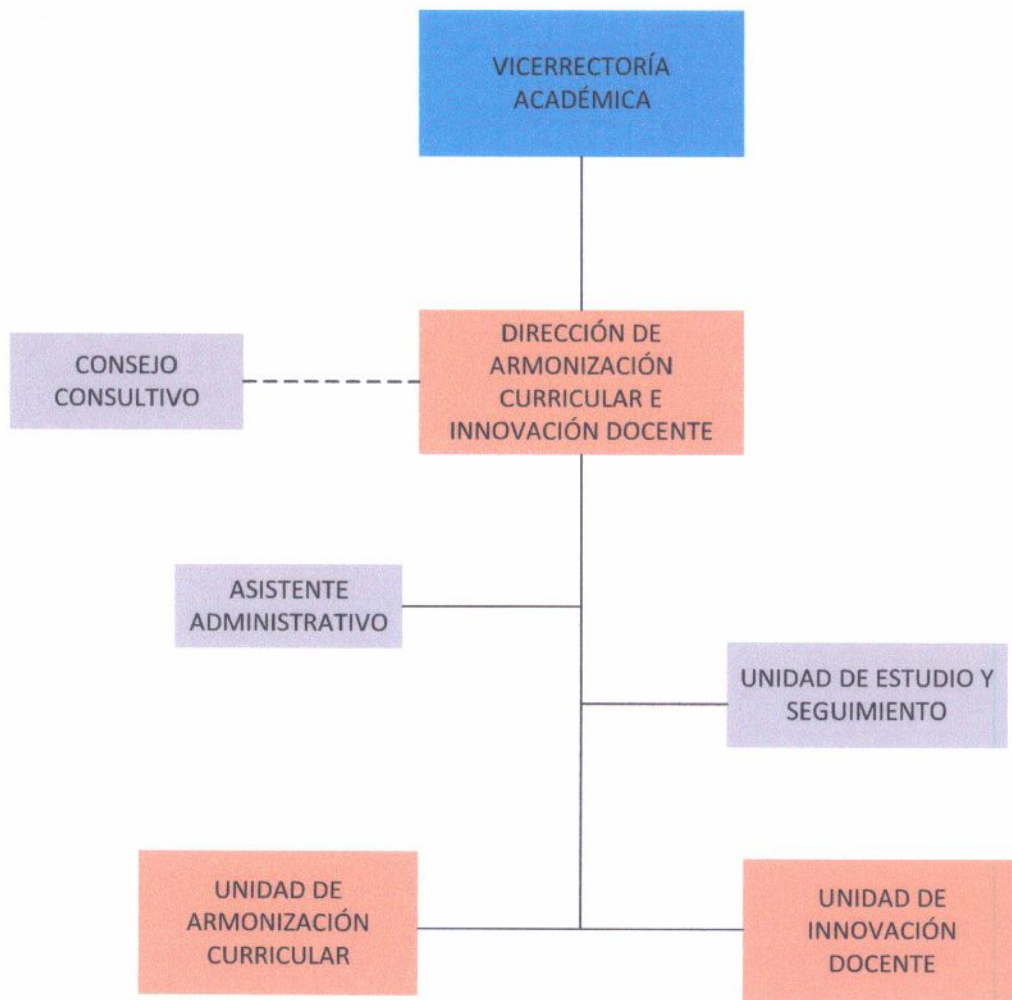 VICERRECTORÍA
ACADÉMICA
DIRECCIÓN DE
ARMONIZACIÓN
CURRICULAR E
INNOVACIÓN DOCENTE
CONSEJO
CONSULTIVO
ASISTENTE
ADMINISTRATIVO
UNIDAD DE ESTUDIO Y
SEGUIMIENTO
UNIDAD DE
ARMONIZACIÓN
CURRICULAR
UNIDAD DE
INNOVACIÓN
DOCENTE